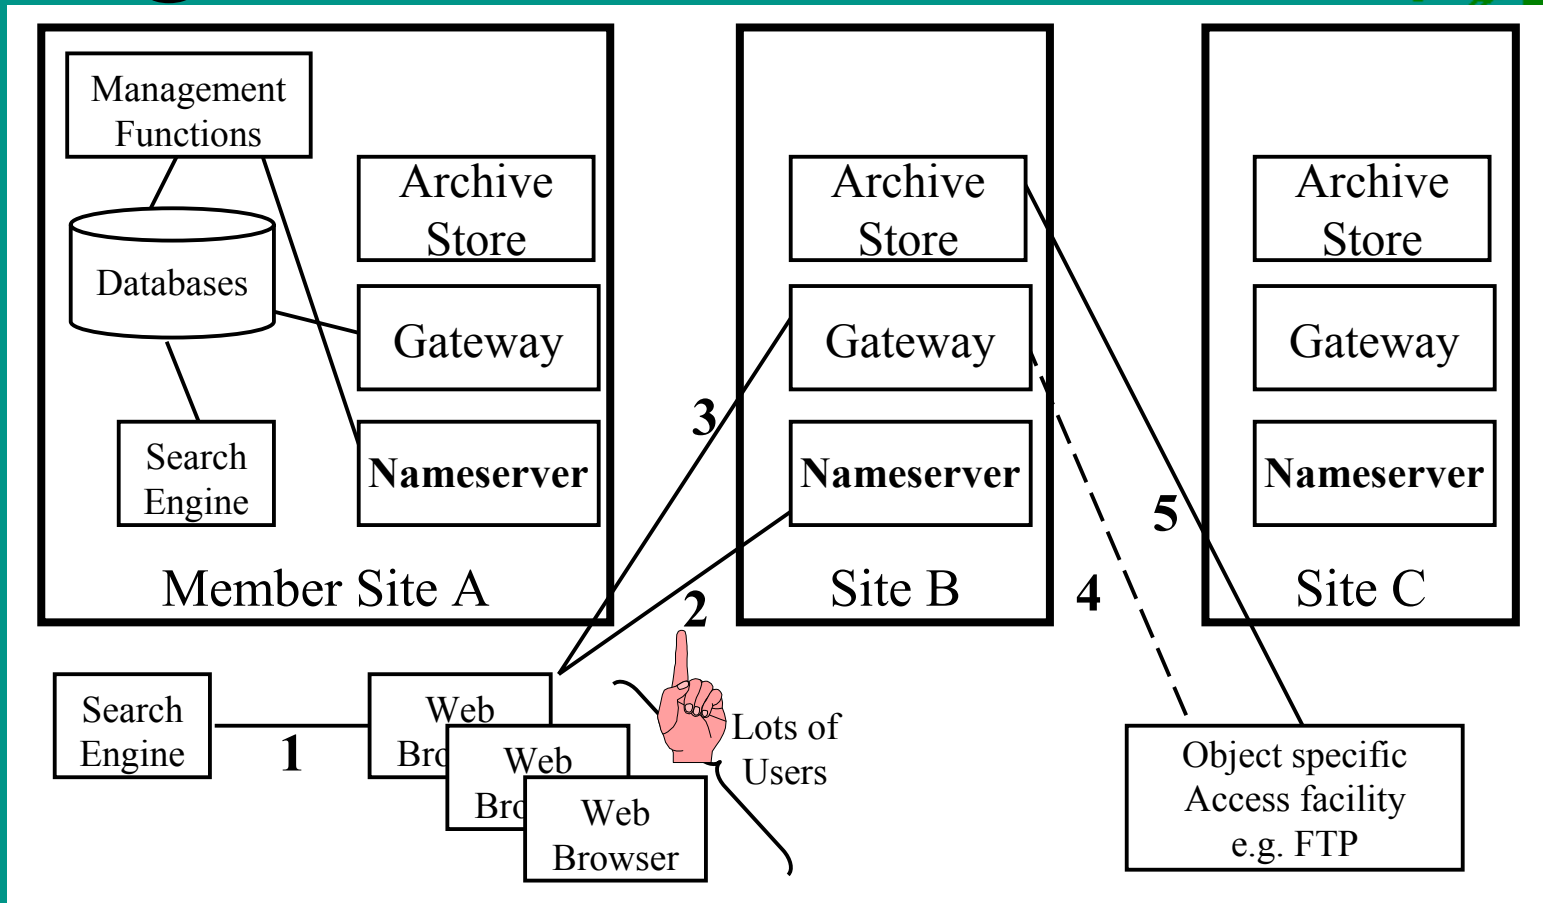 Management
Functions
Databases
Search
Engine
Archive
Store
Gateway
Nameserver
Member Site A
Archive
Store
Gateway
Nameserver
Site B
Archive
Store
Gateway
Nameserver
Site C
3
2
5
4
Search
Engine
1
Web
Bro
Web
Bro
Web
Browser
Lots of
Users
Object specific
Access facility
e.g. FTP